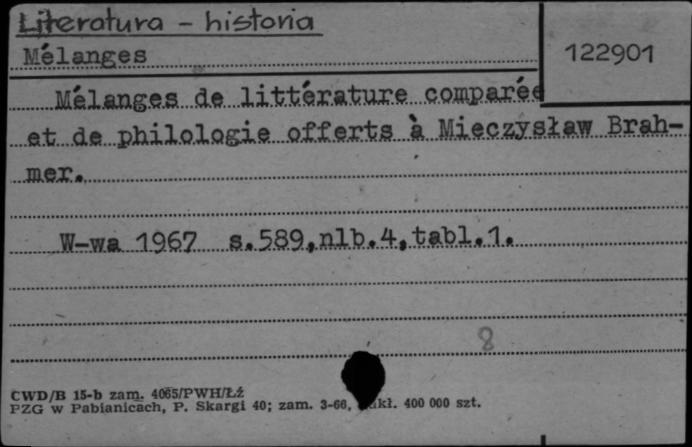 Literatura - historia
Mélanges
122901
Mélanges de littérature comparée
et de philologie offerts à Mieczysław Brah-
mer.
W-wa 1967 s.589,nlb.4,tabl.1.
8
CWD/B 15-b zam. 4065/PWH/Łź
PZG w Pabianicach, P. Skargi 40; zam. 3-66, 400 000 szt.